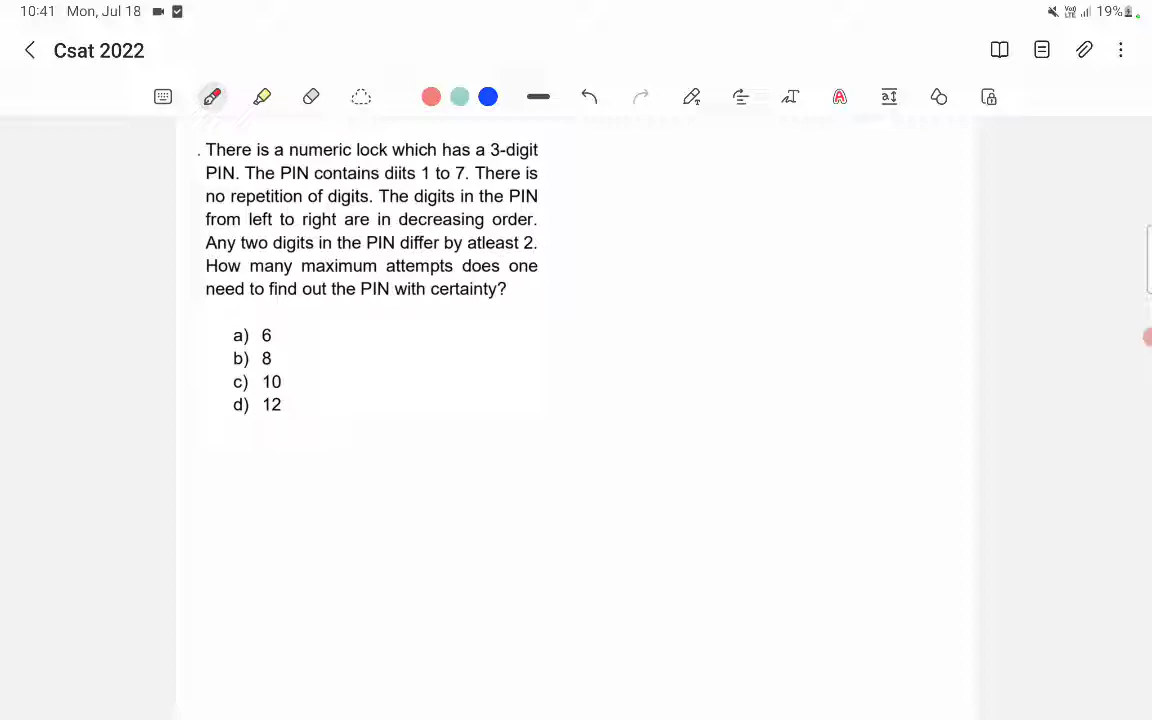 10:41 Mon, Jul 18 19%
Csat 2022
. There is a numeric lock which has a 3-digit
PIN. The PIN contains diits 1 to 7. There is
no repetition of digits. The digits in the PIN
from left to right are in decreasing order.
Any two digits in the PIN differ by atleast 2.
How many maximum attempts does one
need to find out the PIN with certainty?
a) 6
b) 8
c) 10
d) 12